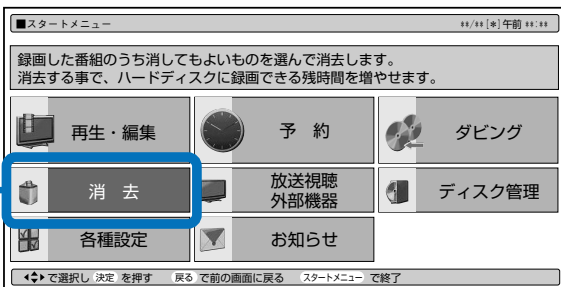 ■スタートメニュー **/**[*]午前 **:**
録画した番組のうち消してもよいものを選んで消去します。
消去する事で、ハードディスクに録画できる残時間を増やせます。
再生・編集 予 約 ダビング
消 去 放送視聴 外部機器 ディスク管理
各種設定 お知らせ
で選択し 決定 を押す 戻る で前の画面に戻る スタートメニュー で終了